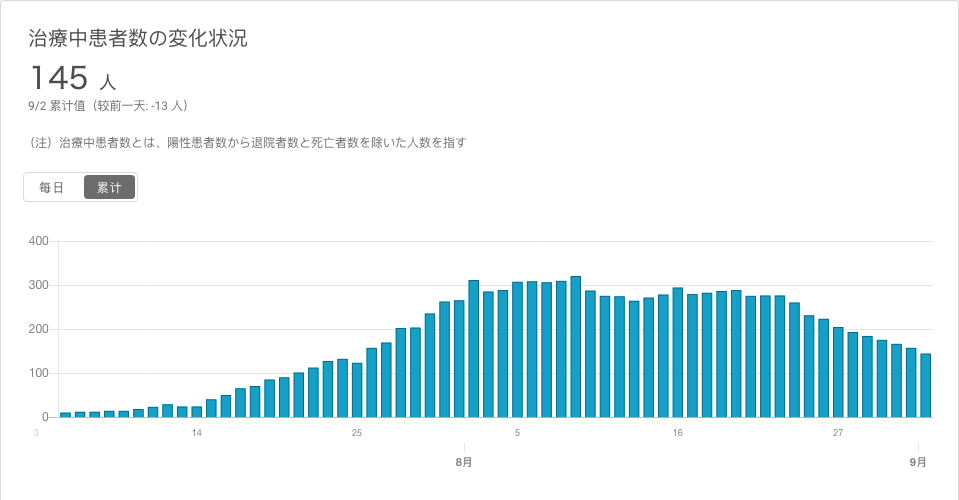 治療中患者数の変化状況
145 人
9/2 累计值（较前一天: -13 人）
（注）治療中患者数とは、陽性患者数から退院者数と死亡者数を除いた人数を指す
每日 累计
400
300
200
100
0
3 14 25 5 16 27
8月 9月